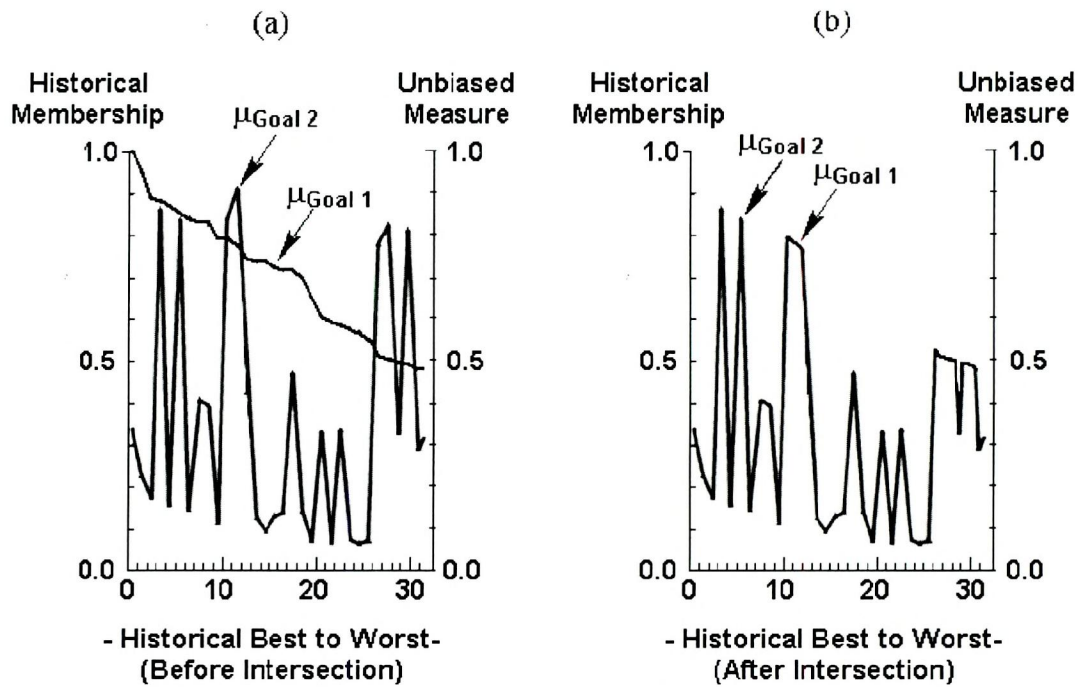 (a)
Historical
Membership
Unbiased
Measure
μGoal 2
μGoal 1
1.0
0.5
0.0
1.0
0.5
0.0
0
10
20
30
- Historical Best to Worst-
(Before Intersection)
(b)
Historical
Membership
Unbiased
Measure
μGoal 2
μGoal 1
1.0
0.5
0.0
1.0
0.5
0.0
0
10
20
30
- Historical Best to Worst-
(After Intersection)